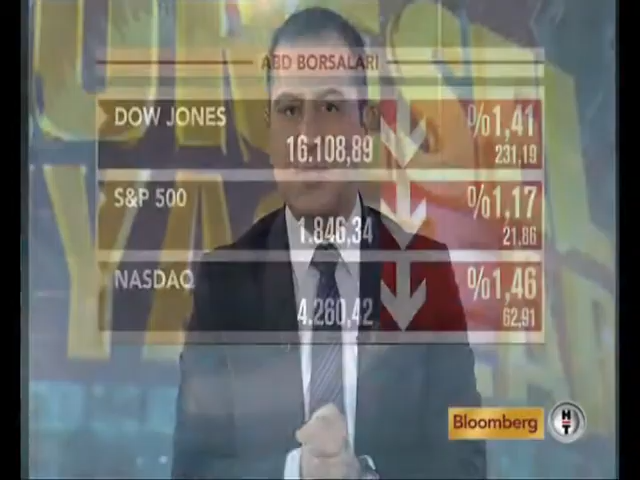 ABD BORSALARI
DOW JONES
%1,41
16.108,89
231,19
S&P 500
%1,17
1.846,34
21,86
NASDAQ
%1,46
4.260,42
62,91
Bloomberg
HT